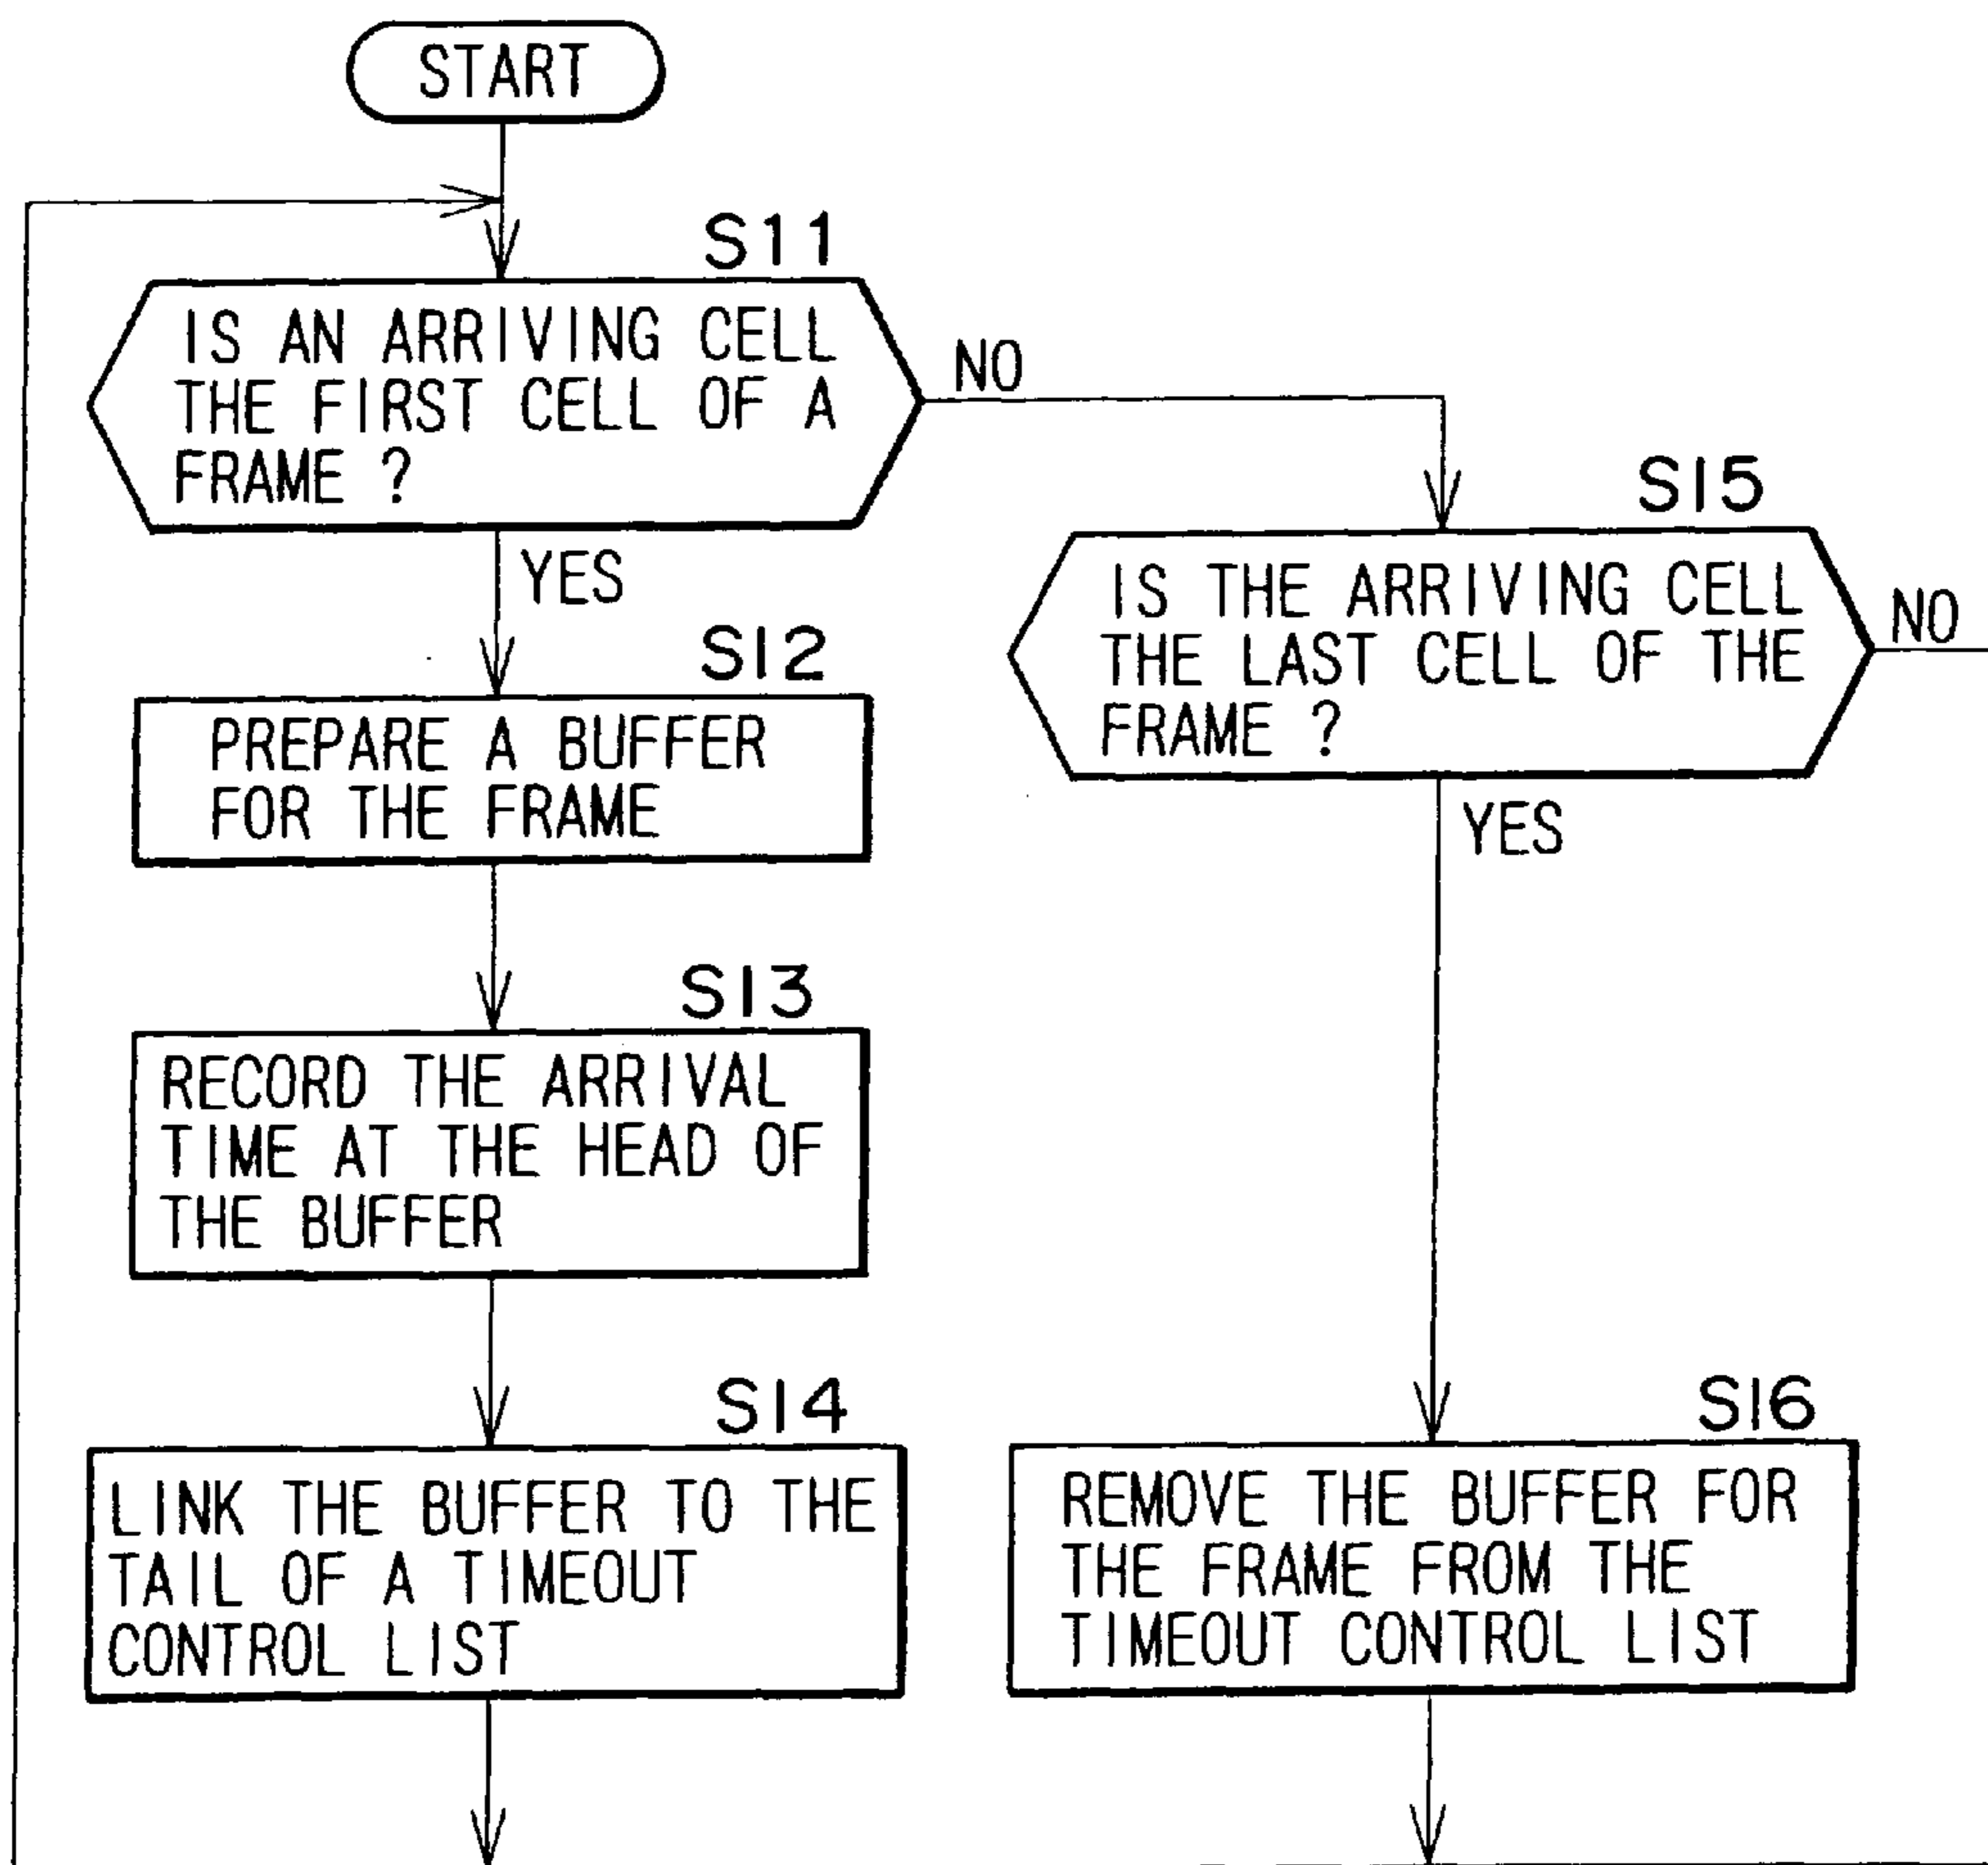 START
S11
IS AN ARRIVING CELL
THE FIRST CELL OF A
FRAME ?
NO
YES
S12
PREPARE A BUFFER
FOR THE FRAME
S13
RECORD THE ARRIVAL
TIME AT THE HEAD OF
THE BUFFER
S14
LINK THE BUFFER TO THE
TAIL OF A TIMEOUT
CONTROL LIST
S15
IS THE ARRIVING CELL
THE LAST CELL OF THE
FRAME ?
NO
YES
S16
REMOVE THE BUFFER FOR
THE FRAME FROM THE
TIMEOUT CONTROL LIST